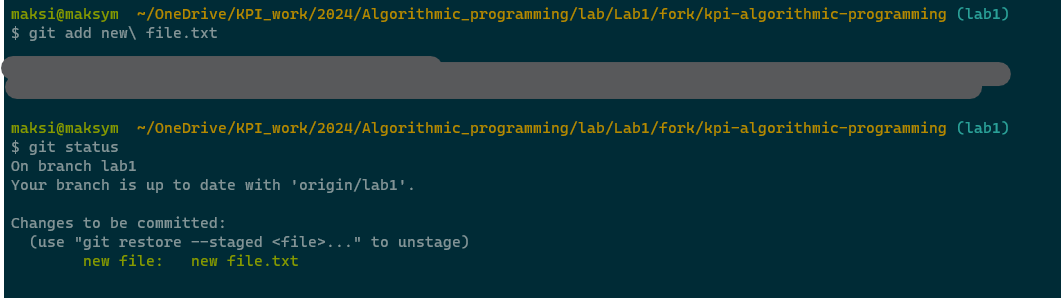 maksi@maksym  ~/OneDrive/KPI_work/2024/Algorithmic_programming/lab/Lab1/fork/kpi-algorithmic-programming (lab1)
$ git add new\ file.txt
maksi@maksym  ~/OneDrive/KPI_work/2024/Algorithmic_programming/lab/Lab1/fork/kpi-algorithmic-programming (lab1)
$ git status
On branch lab1
Your branch is up to date with 'origin/lab1'.
Changes to be committed:
  (use "git restore --staged <file>..." to unstage)
        new file:   new file.txt